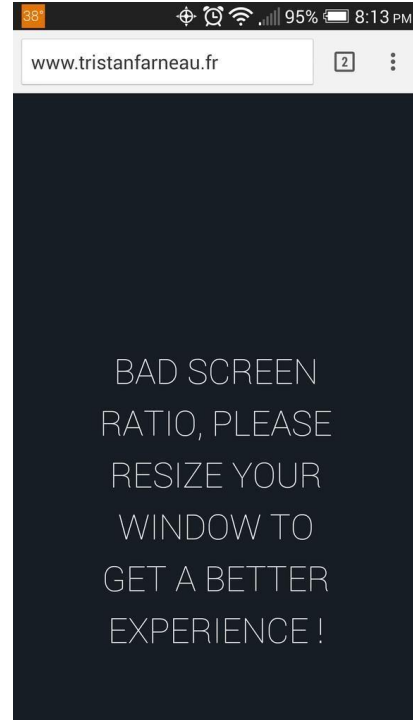 38° 95% 8:13 PM
www.tristanfarneau.fr 2
BAD SCREEN
RATIO, PLEASE
RESIZE YOUR
WINDOW TO
GET A BETTER
EXPERIENCE !